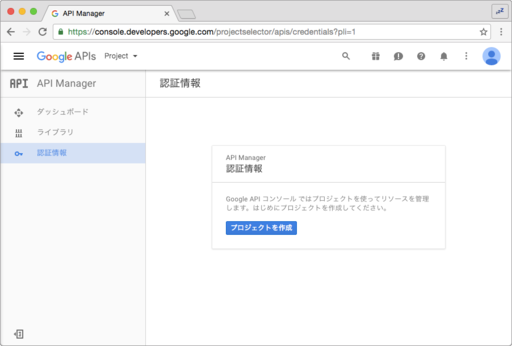 API Manager
https://console.developers.google.com/projectselector/apis/credentials?pli=1
Google APIs Project
API API Manager
認証情報
ダッシュボード
ライブラリ
認証情報
API Manager
認証情報
Google API コンソール ではプロジェクトを使ってリソースを管理
します。はじめにプロジェクトを作成してください。
プロジェクトを作成